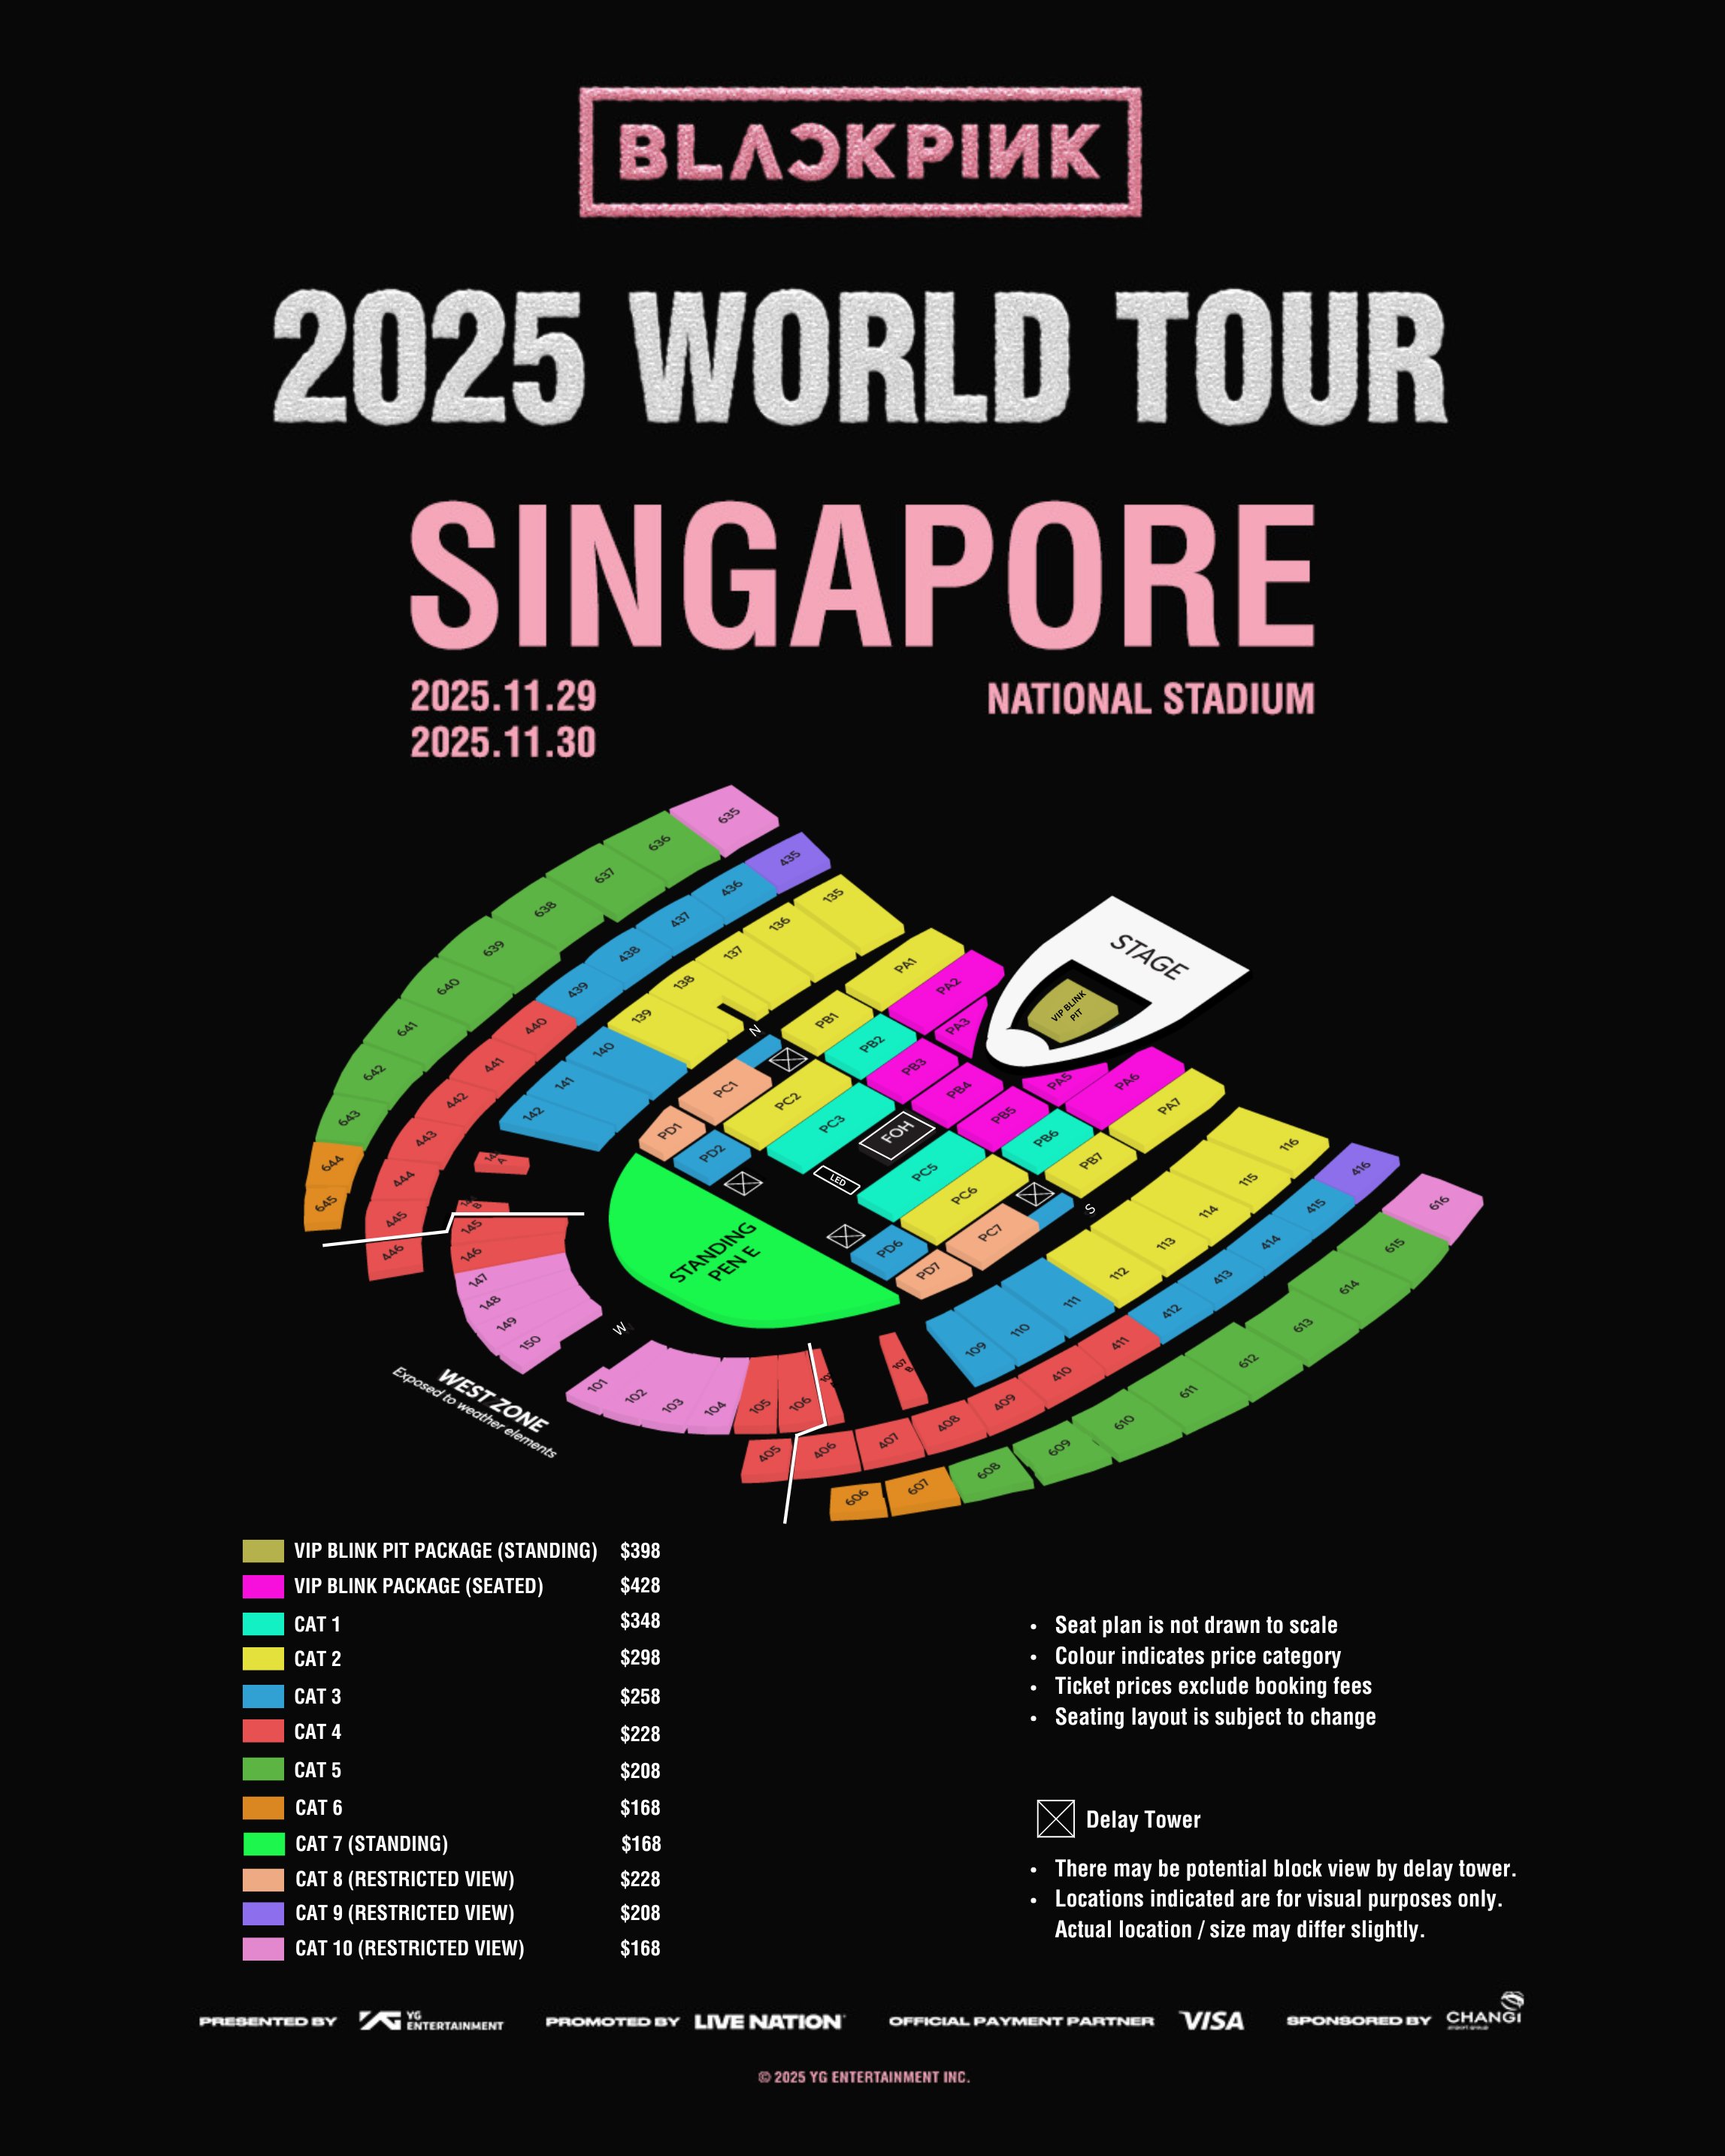 BLACKPINK
2025 WORLD TOUR
SINGAPORE
2025.11.29
2025.11.30
NATIONAL STADIUM
635
636
637
638
639
640
641
642
643
644
645
435
436
437
438
439
440
441
442
443
444
445
446
135
136
137
138
139
140
141
142
A
B
145
146
147
148
149
150
101
102
103
104
105
106
107
B
109
110
111
112
113
114
115
116
405
406
407
408
409
410
411
412
413
414
415
416
606
607
608
609
610
611
612
613
614
615
616
STAGE
VIP BLINK
PIT
PA1
PA2
PA3
PA5
PA6
PA7
PB1
PB2
PB3
PB4
PB5
PB6
PB7
PC1
PC2
PC3
FOH
LED
PC5
PC6
PC7
PD1
PD2
PD6
PD7
N
S
W
STANDING
PEN E
WEST ZONE
Exposed to weather elements
VIP BLINK PIT PACKAGE (STANDING) $398
VIP BLINK PACKAGE (SEATED) $428
CAT 1 $348
CAT 2 $298
CAT 3 $258
CAT 4 $228
CAT 5 $208
CAT 6 $168
CAT 7 (STANDING) $168
CAT 8 (RESTRICTED VIEW) $228
CAT 9 (RESTRICTED VIEW) $208
CAT 10 (RESTRICTED VIEW) $168
• Seat plan is not drawn to scale
• Colour indicates price category
• Ticket prices exclude booking fees
• Seating layout is subject to change
Delay Tower
• There may be potential block view by delay tower.
• Locations indicated are for visual purposes only.
Actual location / size may differ slightly.
PRESENTED BY YG ENTERTAINMENT PROMOTED BY LIVE NATION OFFICIAL PAYMENT PARTNER VISA SPONSORED BY CHANGI airport group
© 2025 YG ENTERTAINMENT INC.